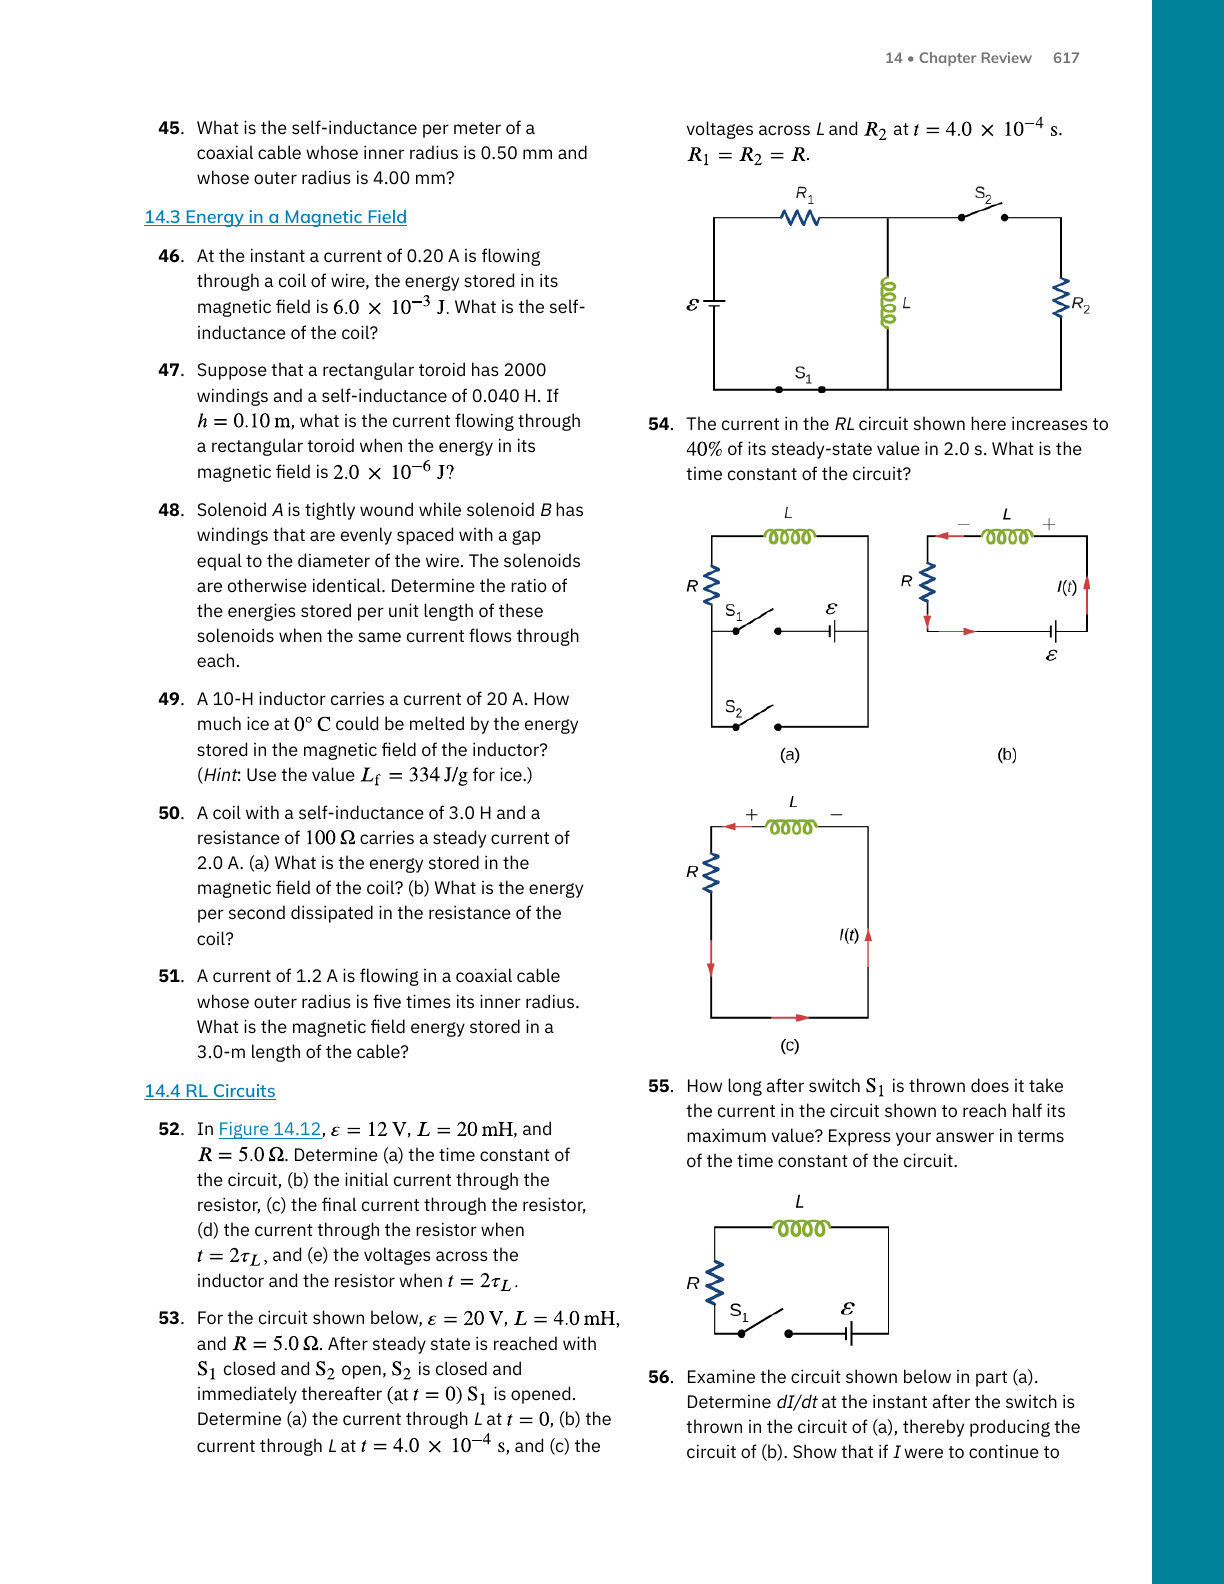 14 • Chapter Review 617
45. What is the self-inductance per meter of a
coaxial cable whose inner radius is 0.50 mm and
whose outer radius is 4.00 mm?
14.3 Energy in a Magnetic Field
46. At the instant a current of 0.20 A is flowing
through a coil of wire, the energy stored in its
magnetic field is 6.0 × 10⁻³ J. What is the self-
inductance of the coil?
47. Suppose that a rectangular toroid has 2000
windings and a self-inductance of 0.040 H. If
h = 0.10 m, what is the current flowing through
a rectangular toroid when the energy in its
magnetic field is 2.0 × 10⁻⁶ J?
48. Solenoid A is tightly wound while solenoid B has
windings that are evenly spaced with a gap
equal to the diameter of the wire. The solenoids
are otherwise identical. Determine the ratio of
the energies stored per unit length of these
solenoids when the same current flows through
each.
49. A 10-H inductor carries a current of 20 A. How
much ice at 0° C could be melted by the energy
stored in the magnetic field of the inductor?
(Hint: Use the value L_f = 334 J/g for ice.)
50. A coil with a self-inductance of 3.0 H and a
resistance of 100 Ω carries a steady current of
2.0 A. (a) What is the energy stored in the
magnetic field of the coil? (b) What is the energy
per second dissipated in the resistance of the
coil?
51. A current of 1.2 A is flowing in a coaxial cable
whose outer radius is five times its inner radius.
What is the magnetic field energy stored in a
3.0-m length of the cable?
14.4 RL Circuits
52. In Figure 14.12, ε = 12 V, L = 20 mH, and
R = 5.0 Ω. Determine (a) the time constant of
the circuit, (b) the initial current through the
resistor, (c) the final current through the resistor,
(d) the current through the resistor when
t = 2τ_L, and (e) the voltages across the
inductor and the resistor when t = 2τ_L.
53. For the circuit shown below, ε = 20 V, L = 4.0 mH,
and R = 5.0 Ω. After steady state is reached with
S₁ closed and S₂ open, S₂ is closed and
immediately thereafter (at t = 0) S₁ is opened.
Determine (a) the current through L at t = 0, (b) the
current through L at t = 4.0 × 10⁻⁴ s, and (c) the
voltages across L and R₂ at t = 4.0 × 10⁻⁴ s.
R₁ = R₂ = R.
R₁ S₂
ε L R₂
S₁
54. The current in the RL circuit shown here increases to
40% of its steady-state value in 2.0 s. What is the
time constant of the circuit?
L
R
S₁ ε
S₂
(a)
− L +
R I(t)
ε
(b)
+ L −
R
I(t)
(c)
55. How long after switch S₁ is thrown does it take
the current in the circuit shown to reach half its
maximum value? Express your answer in terms
of the time constant of the circuit.
L
R
S₁ ε
56. Examine the circuit shown below in part (a).
Determine dI/dt at the instant after the switch is
thrown in the circuit of (a), thereby producing the
circuit of (b). Show that if I were to continue to